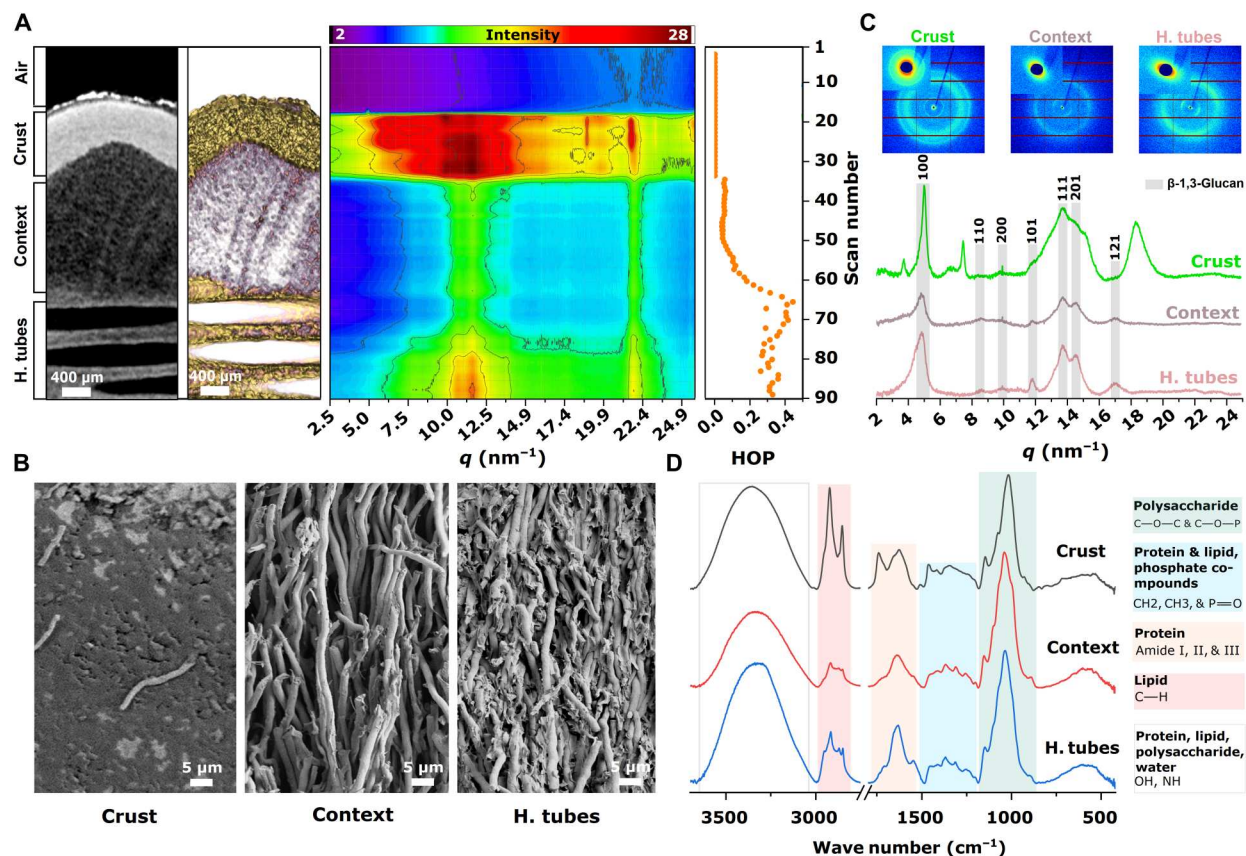 A
Air
Crust
Context
H. tubes
400 µm
400 µm
2
Intensity
28
2.5
5.0
7.5
10.0
12.5
14.9
17.4
19.9
22.4
24.9
q (nm⁻¹)
1
10
20
30
40
50
60
70
80
90
Scan number
0.0
0.2
0.4
HOP
C
Crust
Context
H. tubes
β-1,3-Glucan
100
110
200
101
111
201
121
Crust
Context
H. tubes
2 4 6 8 10 12 14 16 18 20 22 24
q (nm⁻¹)
B
5 µm
5 µm
5 µm
Crust
Context
H. tubes
D
Crust
Context
H. tubes
3500
3000
1500
1000
500
Wave number (cm⁻¹)
Polysaccharide
C—O—C & C—O—P
Protein & lipid,
phosphate co-
mpounds
CH2, CH3, & P═O
Protein
Amide I, II, & III
Lipid
C—H
Protein, lipid,
polysaccharide,
water
OH, NH